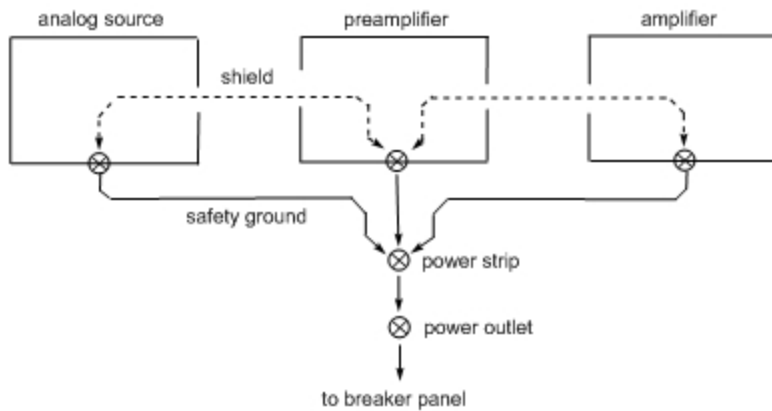 analog source
preamplifier
amplifier
shield
safety ground
power strip
power outlet
to breaker panel